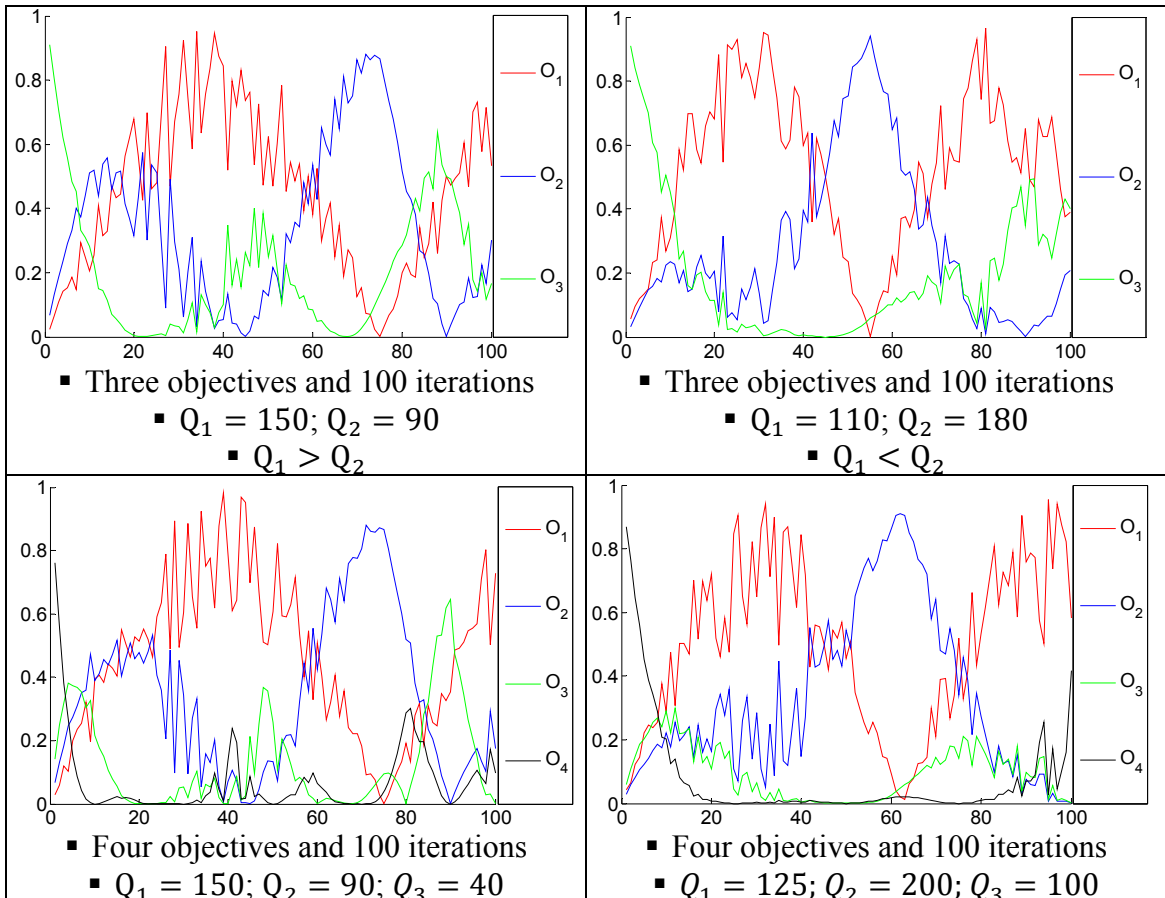 1
0.8
0.6
0.4
0.2
0
0 20 40 60 80 100
O1
O2
O3
▪ Three objectives and 100 iterations
▪ Q1 = 150; Q2 = 90
▪ Q1 > Q2
1
0.8
0.6
0.4
0.2
0
0 20 40 60 80 100
O1
O2
O3
▪ Three objectives and 100 iterations
▪ Q1 = 110; Q2 = 180
▪ Q1 < Q2
1
0.8
0.6
0.4
0.2
0
0 20 40 60 80 100
O1
O2
O3
O4
▪ Four objectives and 100 iterations
▪ Q1 = 150; Q2 = 90; Q3 = 40
1
0.8
0.6
0.4
0.2
0
0 20 40 60 80 100
O1
O2
O3
O4
▪ Four objectives and 100 iterations
▪ Q1 = 125; Q2 = 200; Q3 = 100